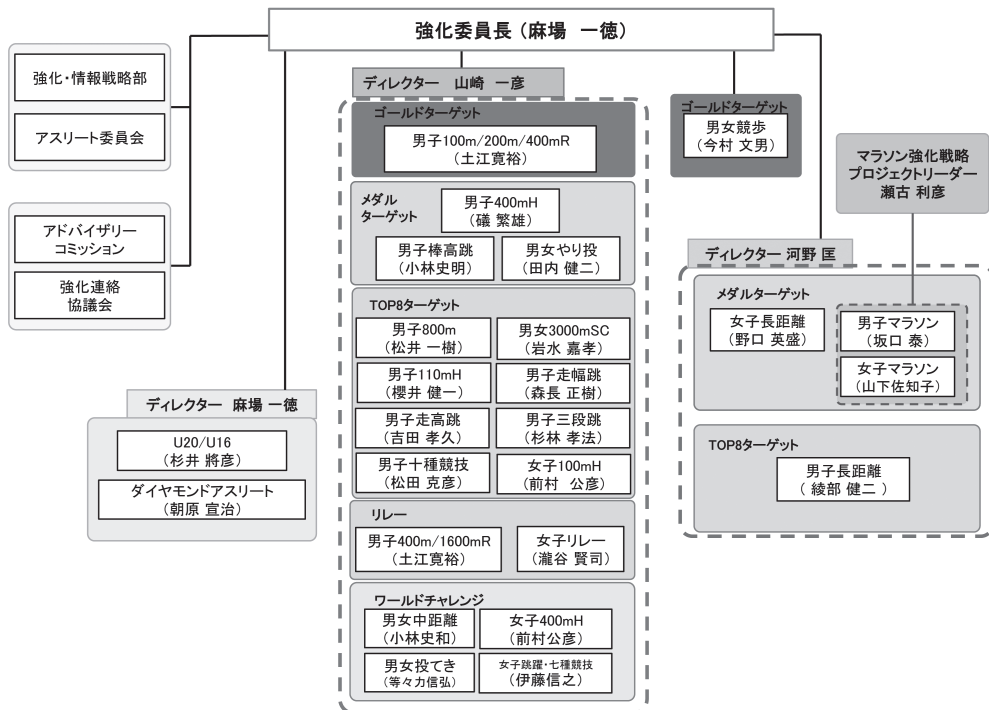 強化委員長（麻場　一徳）
強化・情報戦略部
アスリート委員会
アドバイザリー
コミッション
強化連絡
協議会
ディレクター　麻場 一徳
U20/U16
（杉井 將彦）
ダイヤモンドアスリート
（朝原 宣治）
ディレクター　山崎　一彦
ゴールドターゲット
男子100m/200m/400mR
（土江寛裕）
メダル
ターゲット
男子400mH
（礒 繁雄）
男子棒高跳
（小林史明）
男女やり投
（田内 健二）
TOP8ターゲット
男子800m
（松井 一樹）
男女3000mSC
（岩水 嘉孝）
男子110mH
（櫻井 健一）
男子走幅跳
（森長 正樹）
男子走高跳
（吉田 孝久）
男子三段跳
（杉林 孝法）
男子十種競技
（松田 克彦）
女子100mH
（前村　公彦）
リレー
男子400m/1600mR
（土江寛裕）
女子リレー
（瀧谷 賢司）
ワールドチャレンジ
男女中距離
（小林史和）
女子400mH
（前村公彦）
男女投てき
（等々力信弘）
女子跳躍・七種競技
（伊藤信之）
ゴールドターゲット
男女競歩
（今村 文男）
マラソン強化戦略
プロジェクトリーダー
瀬古 利彦
ディレクター 河野 匡
メダルターゲット
女子長距離
（野口 英盛）
男子マラソン
（坂口 泰）
女子マラソン
（山下佐知子）
TOP8ターゲット
男子長距離
（ 綾部 健二 ）